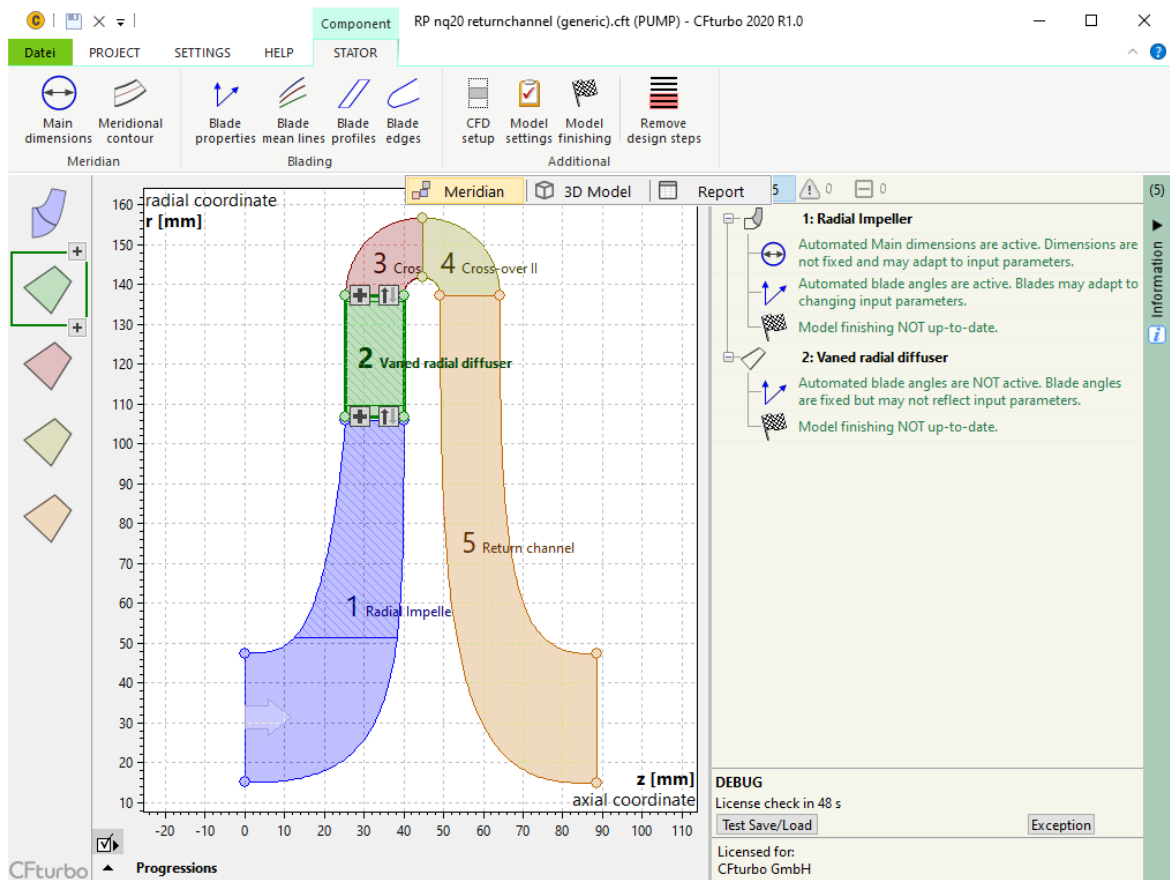 Component
RP nq20 returnchannel (generic).cft (PUMP) - CFturbo 2020 R1.0
Datei PROJECT SETTINGS HELP STATOR
Main dimensions
Meridional contour
Blade properties
Blade mean lines
Blade profiles
Blade edges
CFD setup
Model settings
Model finishing
Remove design steps
Meridian Blading Additional
Meridian 3D Model Report
5 0 0
(5)
Information
radial coordinate
r [mm]
160
150
140
130
120
110
100
90
80
70
60
50
40
30
20
10
3 Cros
4 Cross-over II
2 Vaned radial diffuser
5 Return channel
1 Radial Impelle
z [mm]
axial coordinate
-20 -10 0 10 20 30 40 50 60 70 80 90 100 110
1: Radial Impeller
Automated Main dimensions are active. Dimensions are
not fixed and may adapt to input parameters.
Automated blade angles are active. Blades may adapt to
changing input parameters.
Model finishing NOT up-to-date.
2: Vaned radial diffuser
Automated blade angles are NOT active. Blade angles
are fixed but may not reflect input parameters.
Model finishing NOT up-to-date.
DEBUG
License check in 48 s
Test Save/Load Exception
Licensed for:
CFturbo GmbH
CFturbo
Progressions